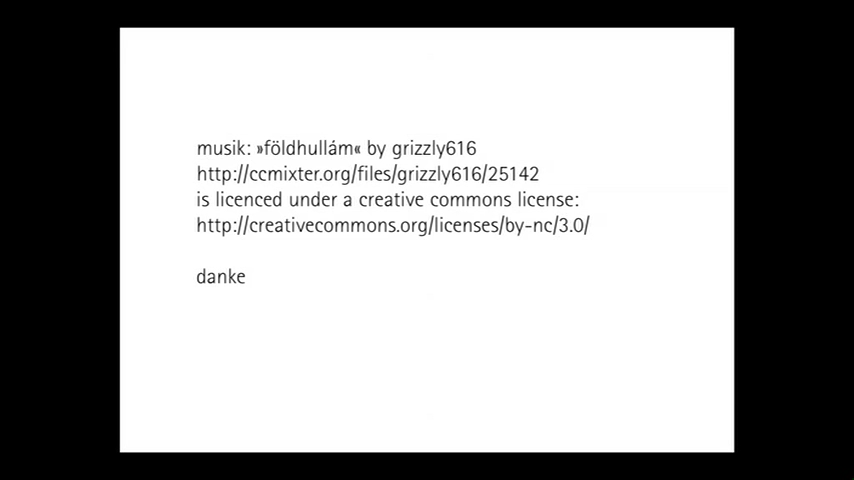 musik: »földhullám« by grizzly616
http://ccmixter.org/files/grizzly616/25142
is licenced under a creative commons license:
http://creativecommons.org/licenses/by-nc/3.0/
danke